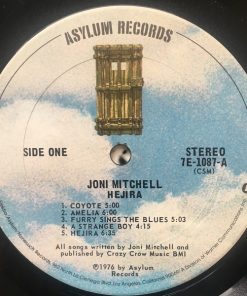 ASYLUM RECORDS
SIDE ONE
STEREO
7E-1087-A
(CSM)
JONI MITCHELL
HEJIRA
1. COYOTE 5:00
2. AMELIA 6:00
3. FURRY SINGS THE BLUES 5:03
4. A STRANGE BOY 4:15
5. HEJIRA 6:35
All songs written by Joni Mitchell and
published by Crazy Crow Music BMI
℗1976 by Asylum
Records